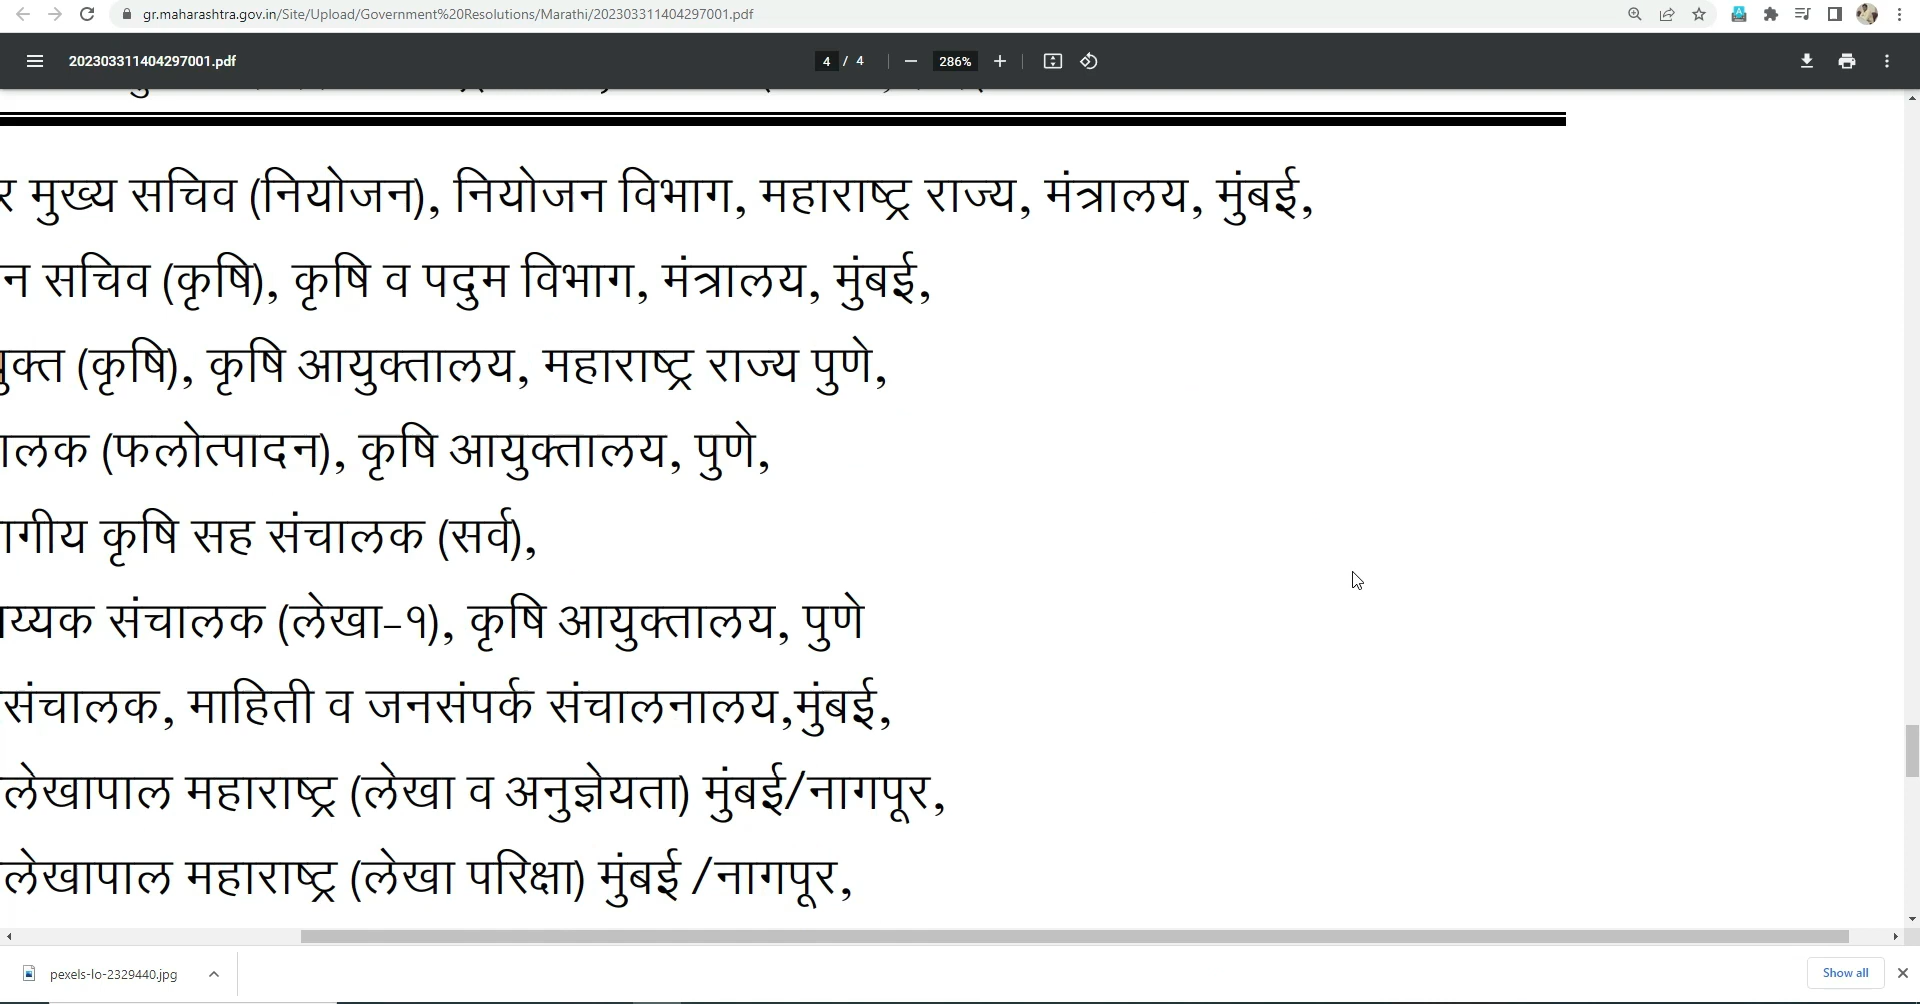 gr.maharashtra.gov.in/Site/Upload/Government%20Resolutions/Marathi/202303311404297001.pdf
202303311404297001.pdf
4 / 4
286%
र मुख्य सचिव (नियोजन), नियोजन विभाग, महाराष्ट्र राज्य, मंत्रालय, मुंबई,
न सचिव (कृषि), कृषि व पदुम विभाग, मंत्रालय, मुंबई,
युक्त (कृषि), कृषि आयुक्तालय, महाराष्ट्र राज्य पुणे,
ालक (फलोत्पादन), कृषि आयुक्तालय, पुणे,
ागीय कृषि सह संचालक (सर्व),
ाय्यक संचालक (लेखा-१), कृषि आयुक्तालय, पुणे
संचालक, माहिती व जनसंपर्क संचालनालय,मुंबई,
लेखापाल महाराष्ट्र (लेखा व अनुज्ञेयता) मुंबई/नागपूर,
लेखापाल महाराष्ट्र (लेखा परिक्षा) मुंबई /नागपूर,
pexels-lo-2329440.jpg
Show all